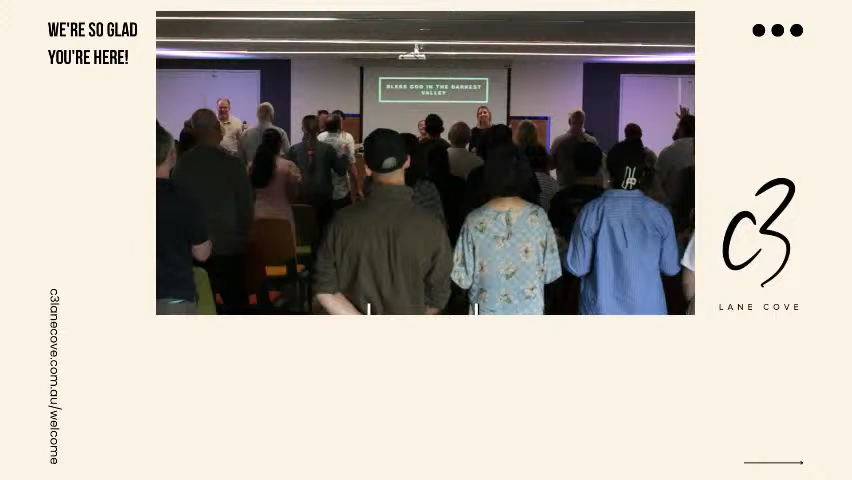 WE'RE SO GLAD
YOU'RE HERE!
BLESS GOD IN THE DARKEST
VALLEY
c3
LANE COVE
c3lanecove.com.au/welcome